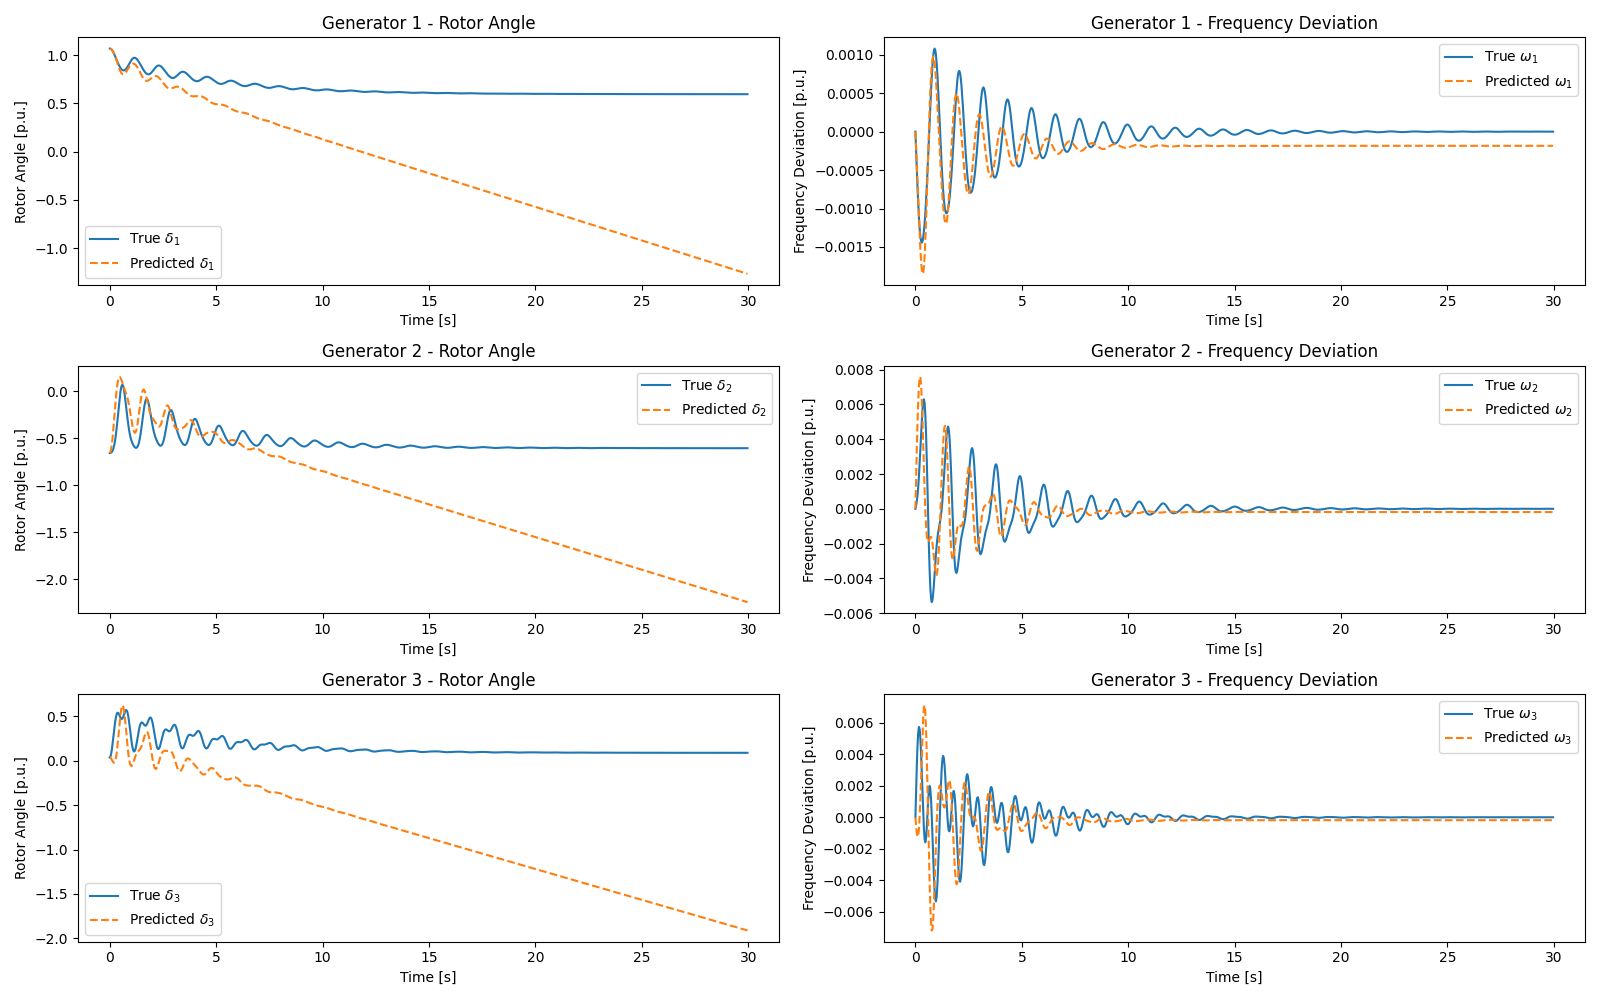 Generator 1 - Rotor Angle
Rotor Angle [p.u.]
1.0
0.5
0.0
−0.5
−1.0
True δ1
Predicted δ1
0 5 10 15 20 25 30
Time [s]
Generator 1 - Frequency Deviation
Frequency Deviation [p.u.]
0.0010
0.0005
0.0000
−0.0005
−0.0010
−0.0015
True ω1
Predicted ω1
0 5 10 15 20 25 30
Time [s]
Generator 2 - Rotor Angle
Rotor Angle [p.u.]
0.0
−0.5
−1.0
−1.5
−2.0
True δ2
Predicted δ2
0 5 10 15 20 25 30
Time [s]
Generator 2 - Frequency Deviation
Frequency Deviation [p.u.]
0.008
0.006
0.004
0.002
0.000
−0.002
−0.004
−0.006
True ω2
Predicted ω2
0 5 10 15 20 25 30
Time [s]
Generator 3 - Rotor Angle
Rotor Angle [p.u.]
0.5
0.0
−0.5
−1.0
−1.5
−2.0
True δ3
Predicted δ3
0 5 10 15 20 25 30
Time [s]
Generator 3 - Frequency Deviation
Frequency Deviation [p.u.]
0.006
0.004
0.002
0.000
−0.002
−0.004
−0.006
True ω3
Predicted ω3
0 5 10 15 20 25 30
Time [s]